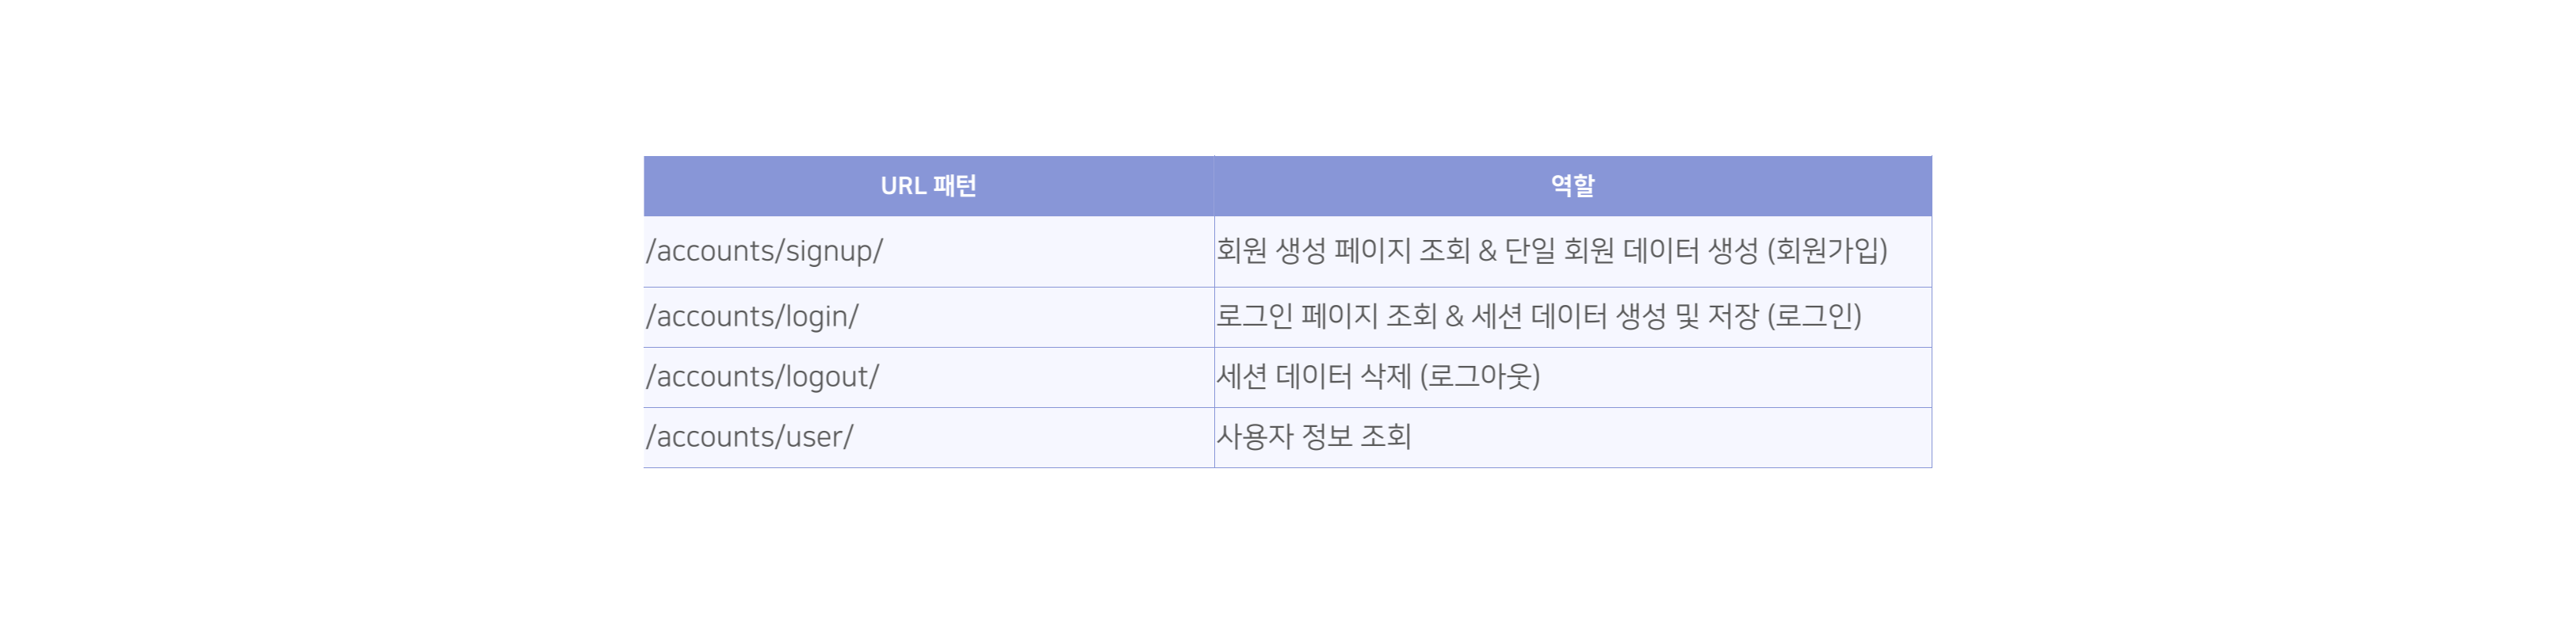 URL 패턴 역할
/accounts/signup/ 회원 생성 페이지 조회 & 단일 회원 데이터 생성 (회원가입)
/accounts/login/ 로그인 페이지 조회 & 세션 데이터 생성 및 저장 (로그인)
/accounts/logout/ 세션 데이터 삭제 (로그아웃)
/accounts/user/ 사용자 정보 조회